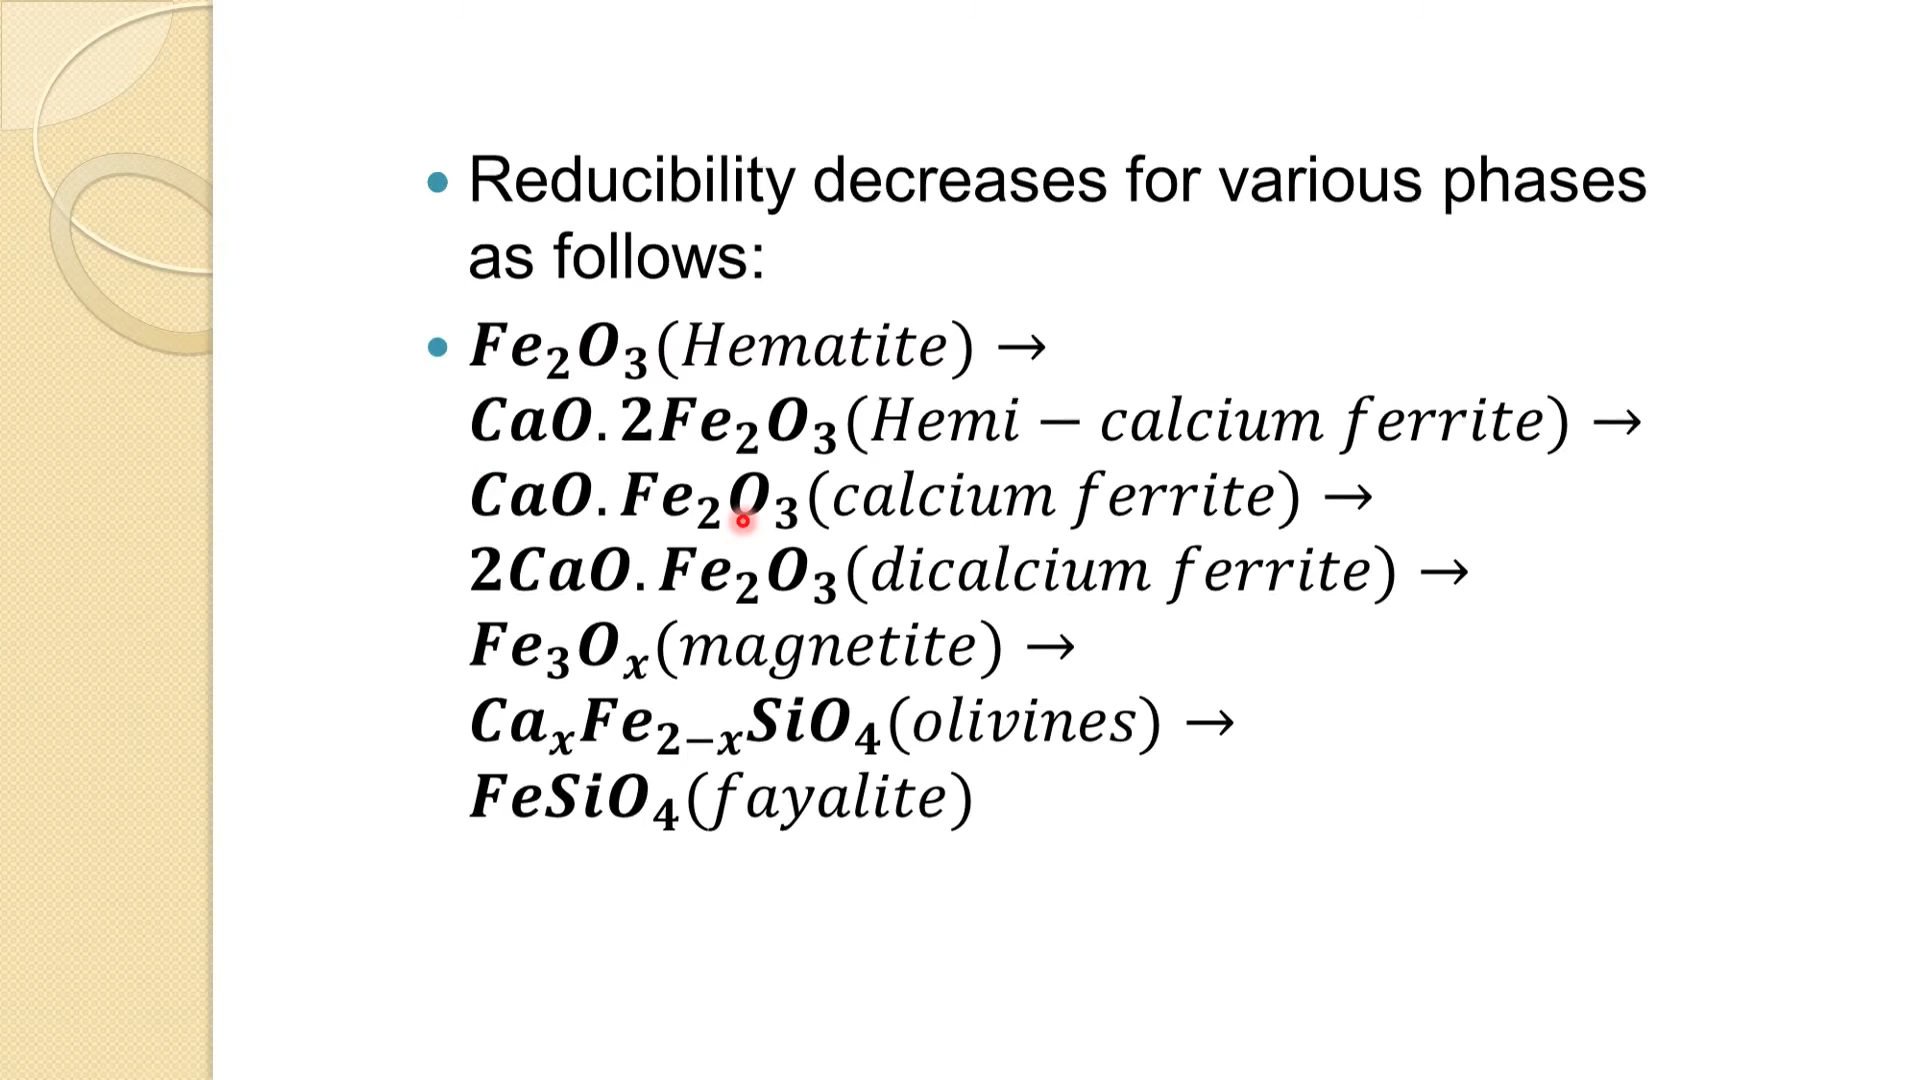 • Reducibility decreases for various phases
as follows:
• Fe₂O₃(Hematite) →
CaO.2Fe₂O₃(Hemi − calcium ferrite) →
CaO.Fe₂O₃(calcium ferrite) →
2CaO.Fe₂O₃(dicalcium ferrite) →
Fe₃Oₓ(magnetite) →
CaₓFe₂₋ₓSiO₄(olivines) →
FeSiO₄(fayalite)